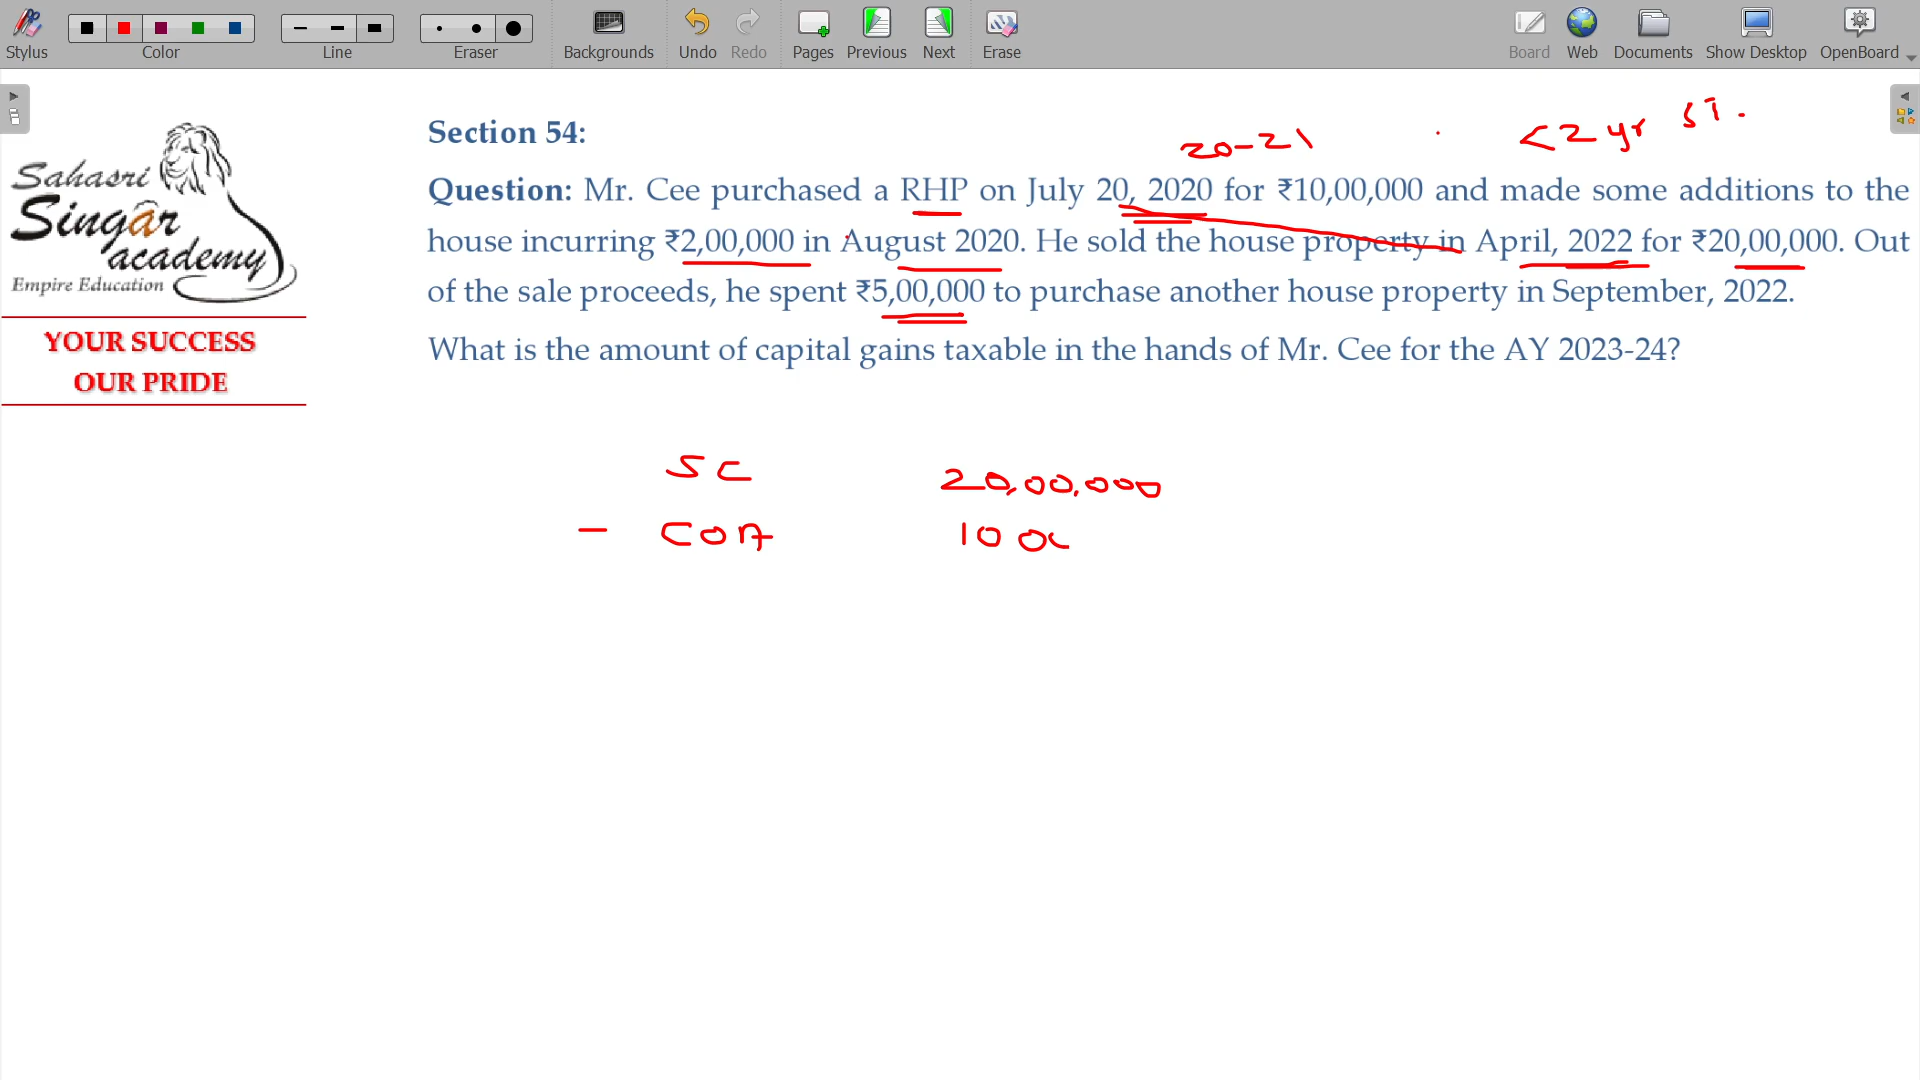 Stylus Color Line Eraser Backgrounds Undo Redo Pages Previous Next Erase Board Web Documents Show Desktop OpenBoard
Sahasri
Singar
academy
Empire Education
YOUR SUCCESS
OUR PRIDE
Section 54:
20-21 <2 yr ST.
Question: Mr. Cee purchased a RHP on July 20, 2020 for ₹10,00,000 and made some additions to the
house incurring ₹2,00,000 in August 2020. He sold the house property in April, 2022 for ₹20,00,000. Out
of the sale proceeds, he spent ₹5,00,000 to purchase another house property in September, 2022.
What is the amount of capital gains taxable in the hands of Mr. Cee for the AY 2023-24?
SC 20,00,000
- COA 10 00